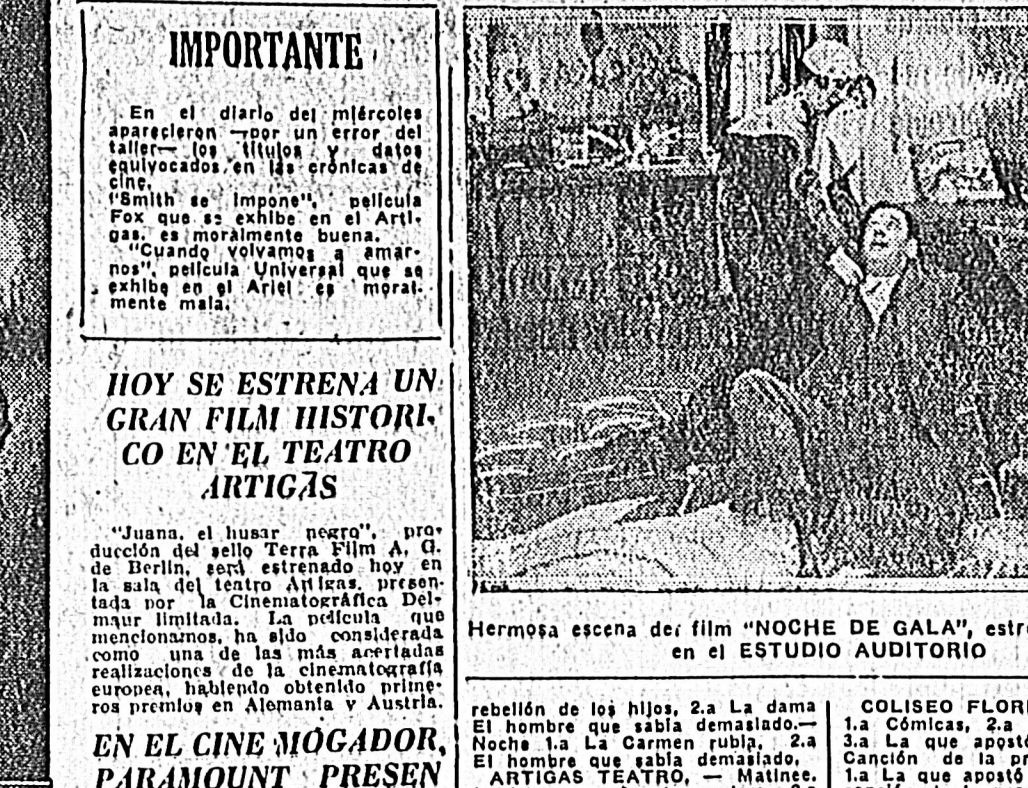 IMPORTANTE
En el diario del miércoles
aparecieron —por un error del
taller— los títulos y datos
equivocados en las crónicas de
cine.
"Smith se impone", película
Fox que se exhibe en el Arti-
gas, es moralmente buena.
"Cuando volvamos a amar-
nos", película Universal que se
exhibe en el Ariel es moral-
mente mala.
HOY SE ESTRENA UN
GRAN FILM HISTORI-
CO EN EL TEATRO
ARTIGAS
"Juana, el husar negro", pro-
ducción del sello Terra Film A. G.
de Berlín, será estrenado hoy en
la sala del teatro Artigas, presen-
tada por la Cinematográfica Del-
maur limitada. La película que
mencionamos, ha sido considerada
como una de las más acertadas
realizaciones de la cinematografía
europea, habiendo obtenido prime-
ros premios en Alemania y Austria.
EN EL CINE MOGADOR,
PARAMOUNT PRESEN
Hermosa escena del film "NOCHE DE GALA", estre
en el ESTUDIO AUDITORIO
rebelión de los hijos, 2.a La dama
El hombre que sabía demasiado.—
Noche 1.a La Carmen rubia, 2.a
El hombre que sabía demasiado,
ARTIGAS TEATRO, — Matinee.
COLISEO FLORI
1.a Cómicas, 2.a
3.a La que apostó
Canción de la pr
1.a La que apostó